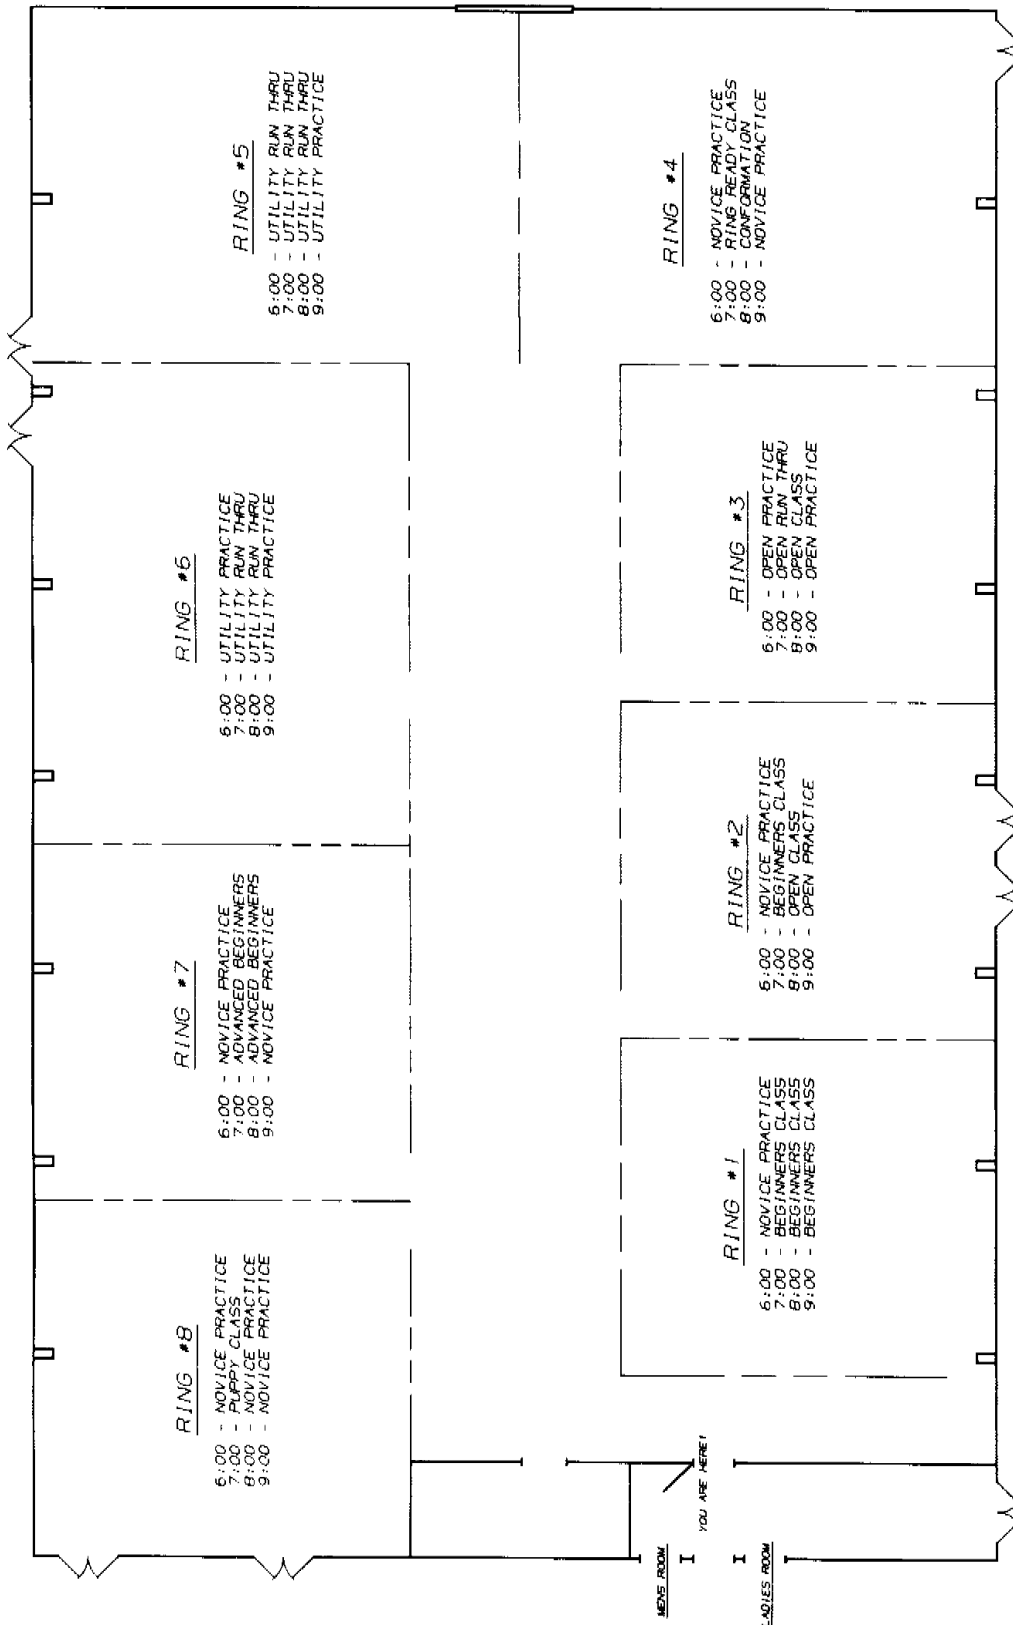 RING #8
6:00 - NOVICE PRACTICE
7:00 - PUPPY CLASS
8:00 - NOVICE PRACTICE
9:00 - NOVICE PRACTICE
RING #7
6:00 - NOVICE PRACTICE
7:00 - ADVANCED BEGINNERS
8:00 - ADVANCED BEGINNERS
9:00 - NOVICE PRACTICE
RING #6
6:00 - UTILITY PRACTICE
7:00 - UTILITY RUN THRU
8:00 - UTILITY RUN THRU
9:00 - UTILITY PRACTICE
RING #5
6:00 - UTILITY RUN THRU
7:00 - UTILITY RUN THRU
8:00 - UTILITY RUN THRU
9:00 - UTILITY PRACTICE
MENS ROOM
YOU ARE HERE!
LADIES ROOM
RING #1
6:00 - NOVICE PRACTICE
7:00 - BEGINNERS CLASS
8:00 - BEGINNERS CLASS
9:00 - BEGINNERS CLASS
RING #2
6:00 - NOVICE PRACTICE
7:00 - BEGINNERS CLASS
8:00 - OPEN CLASS
9:00 - OPEN PRACTICE
RING #3
6:00 - OPEN PRACTICE
7:00 - OPEN RUN THRU
8:00 - OPEN CLASS
9:00 - OPEN PRACTICE
RING #4
6:00 - NOVICE PRACTICE
7:00 - RING READY CLASS
8:00 - CONFORMATION
9:00 - NOVICE PRACTICE